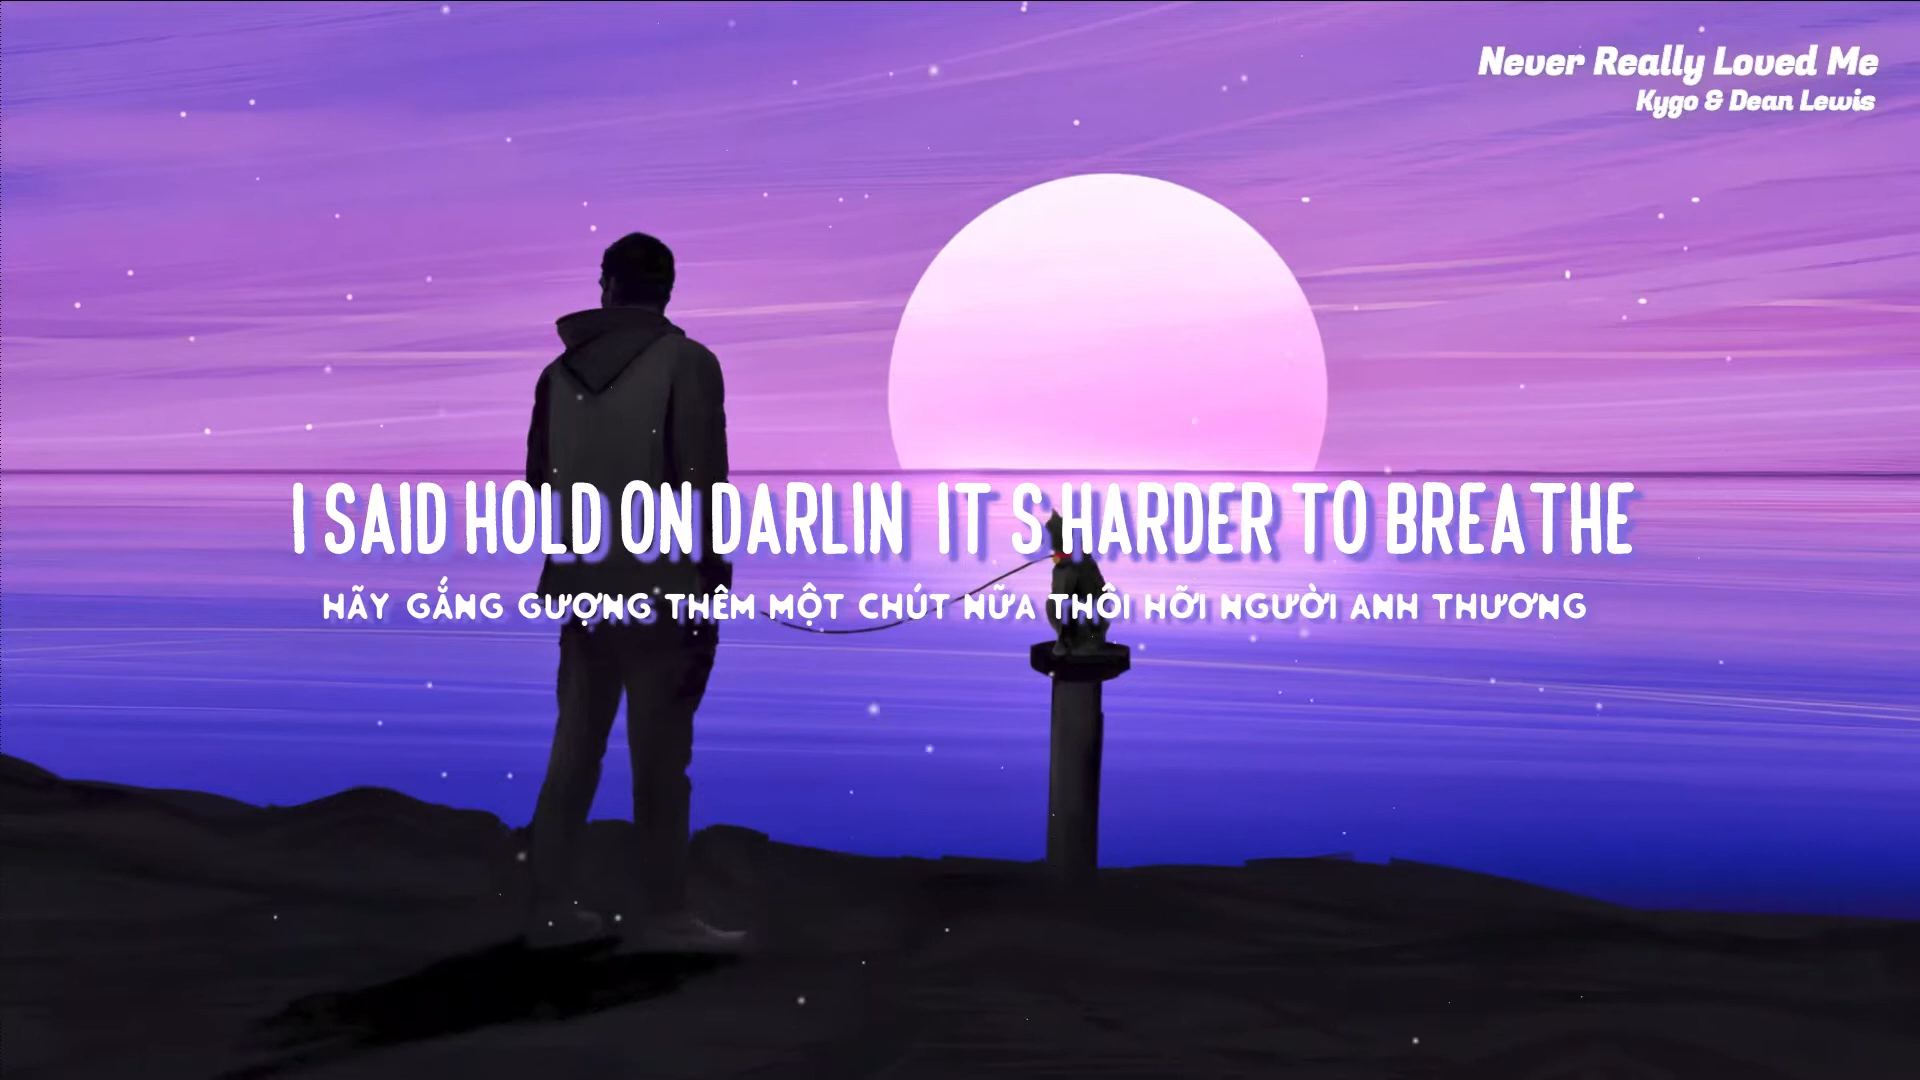 Never Really Loved Me
Kygo & Dean Lewis
I SAID HOLD ON DARLIN IT S HARDER TO BREATHE
HÃY GẮNG GƯỢNG THÊM MỘT CHÚT NỮA THÔI HỠI NGƯỜI ANH THƯƠNG